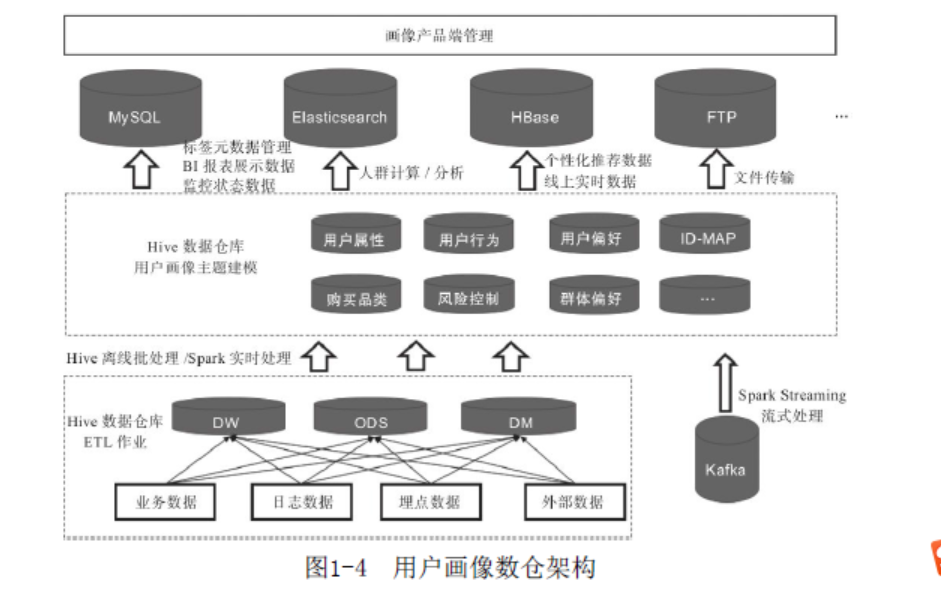 画像产品端管理
MySQL
Elasticsearch
HBase
FTP
...
标签元数据管理
BI 报表展示数据
监控状态数据
人群计算 / 分析
个性化推荐数据
线上实时数据
文件传输
Hive 数据仓库
用户画像主题建模
用户属性
用户行为
用户偏好
ID-MAP
购买品类
风险控制
群体偏好
...
Hive 离线批处理 /Spark 实时处理
Spark Streaming
流式处理
Kafka
Hive 数据仓库
ETL 作业
DW
ODS
DM
业务数据
日志数据
埋点数据
外部数据
图1-4 用户画像数仓架构